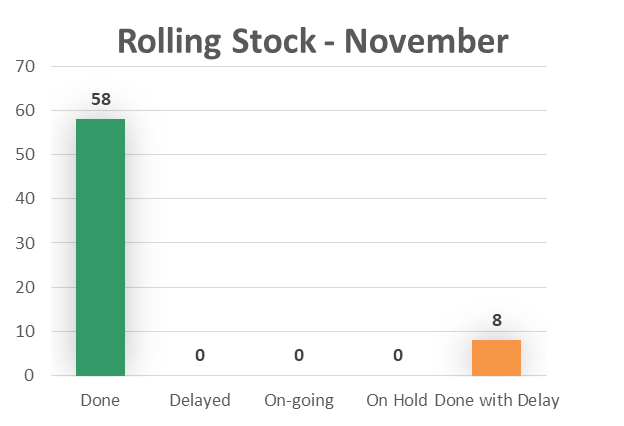 Rolling Stock - November
70
60
50
40
30
20
10
0
58
0
0
0
8
Done
Delayed
On-going
On Hold
Done with Delay